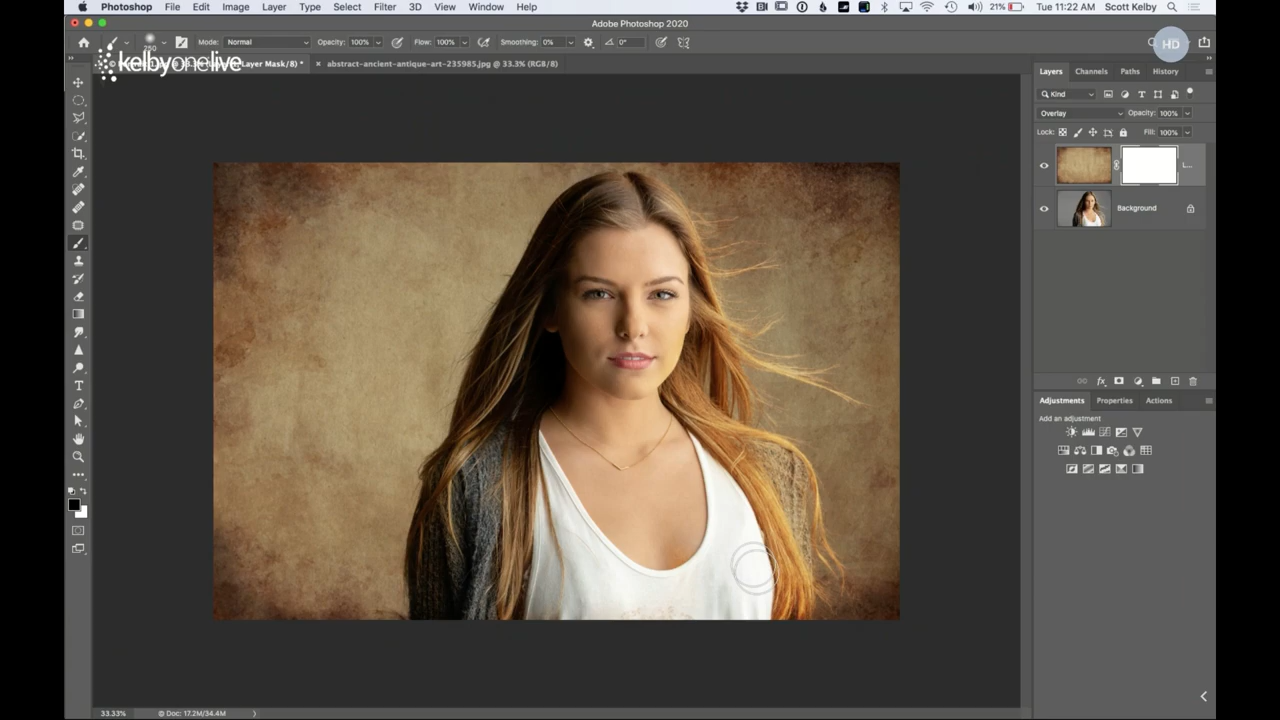 Photoshop File Edit Image Layer Type Select Filter 3D View Window Help 21% Tue 11:22 AM Scott Kelby
Adobe Photoshop 2020
250 Mode: Normal Opacity: 100% Flow: 100% Smoothing: 0% 0° HD
kelbyonelive
Layer Mask/8) * × abstract-ancient-antique-art-235985.jpg @ 33.3% (RGB/8)
Layers Channels Paths History
Kind
Overlay Opacity: 100%
Lock: Fill: 100%
L...
Background
Adjustments Properties Actions
Add an adjustment
33.33% Doc: 17.2M/34.4M